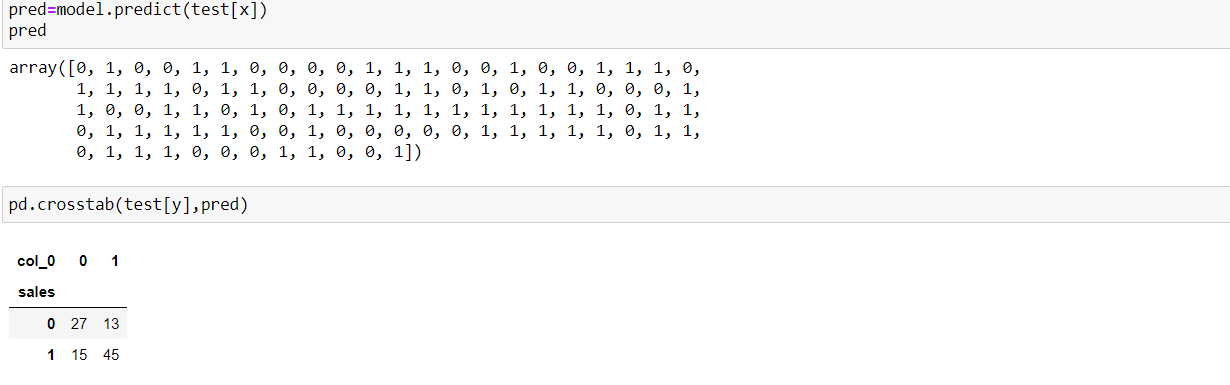 pred=model.predict(test[x])
pred
array([0, 1, 0, 0, 1, 1, 0, 0, 0, 0, 1, 1, 1, 0, 0, 1, 0, 0, 1, 1, 1, 0,
1, 1, 1, 1, 0, 1, 1, 0, 0, 0, 0, 1, 1, 0, 1, 0, 1, 1, 0, 0, 0, 1,
1, 0, 0, 1, 1, 0, 1, 0, 1, 1, 1, 1, 1, 1, 1, 1, 1, 1, 1, 0, 1, 1,
0, 1, 1, 1, 1, 1, 0, 0, 1, 0, 0, 0, 0, 0, 1, 1, 1, 1, 1, 0, 1, 1,
0, 1, 1, 1, 0, 0, 0, 1, 1, 0, 0, 1])
pd.crosstab(test[y],pred)
col_0 0 1
sales
0 27 13
1 15 45